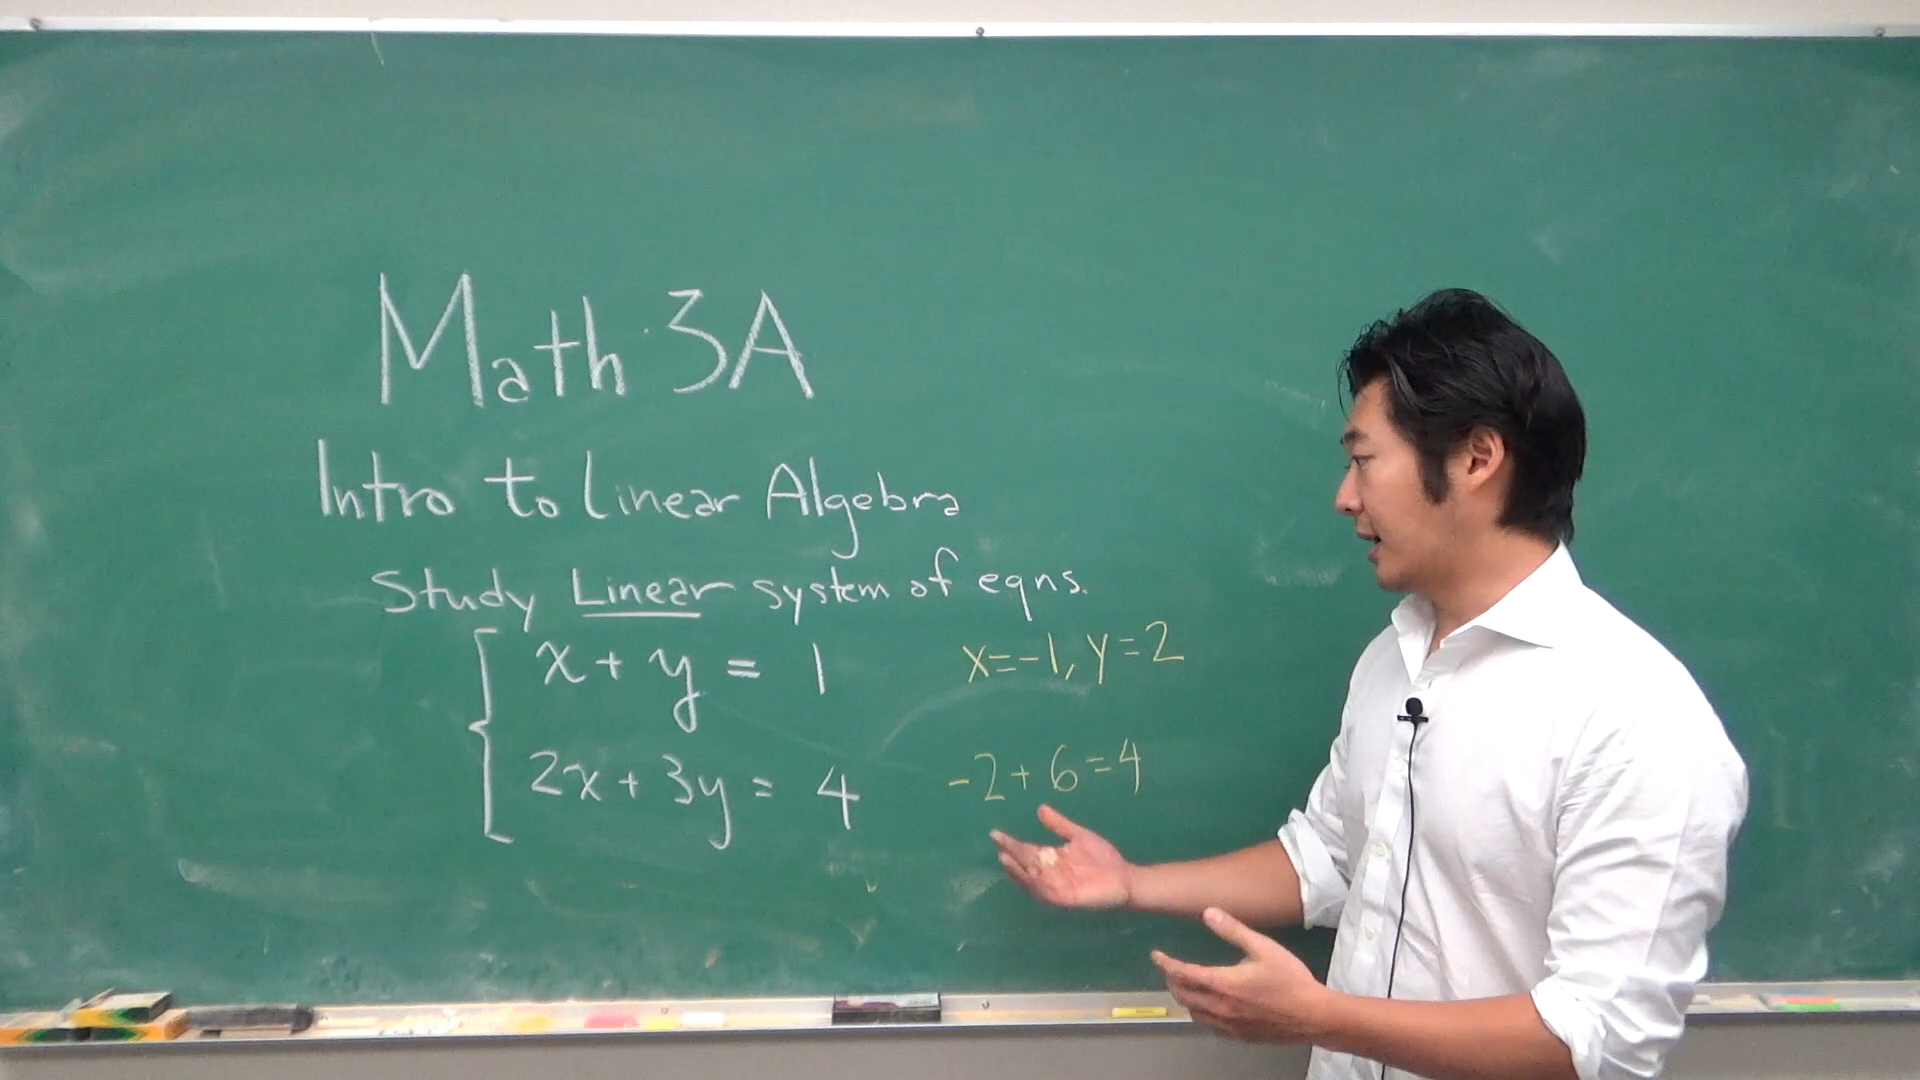 Math 3A
Intro to Linear Algebra
Study Linear system of eqns.
x + y = 1
x=-1, y=2
2x + 3y = 4
-2+6=4